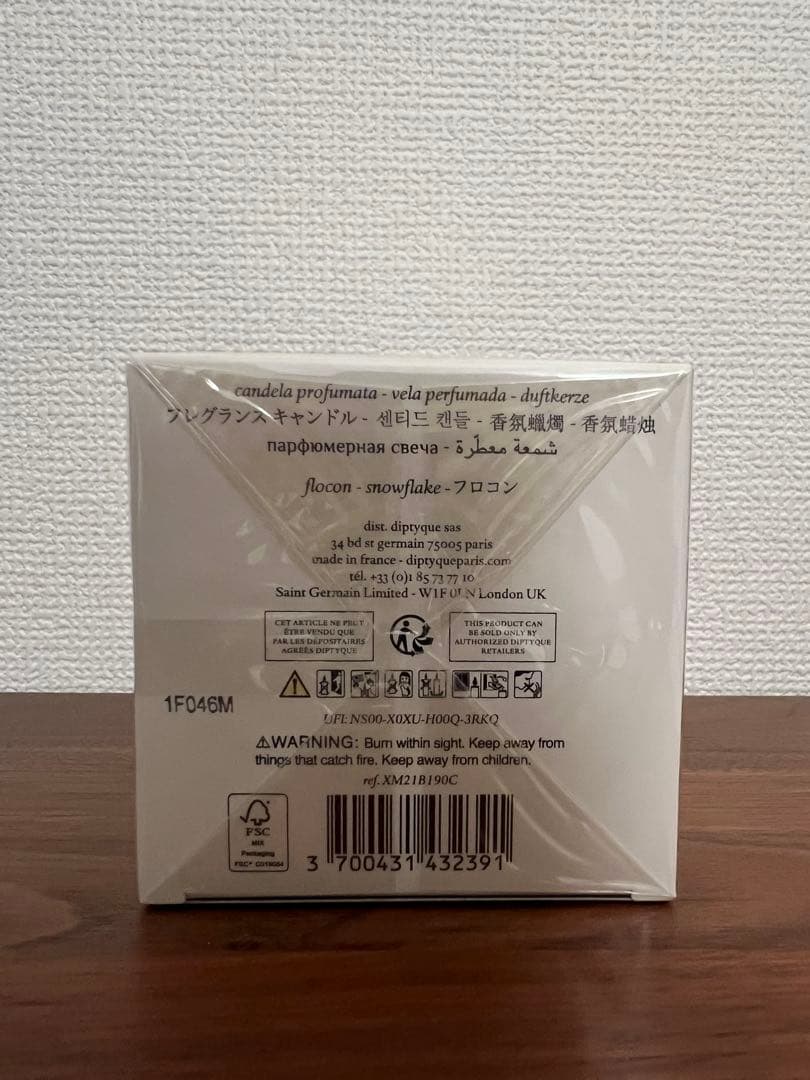 candela profumata - vela perfumada - duftkerze
フレグランス キャンドル - 센티드 캔들 - 香氛蠟燭 - 香氛蜡烛
парфюмерная свеча - شمعة معطّرة
flocon - snowflake - フロコン
dist. diptyque sas
34 bd st germain 75005 paris
made in france - diptyqueparis.com
tél. +33 (0)1 85 73 77 10
Saint Germain Limited - W1F 0LN London UK
CET ARTICLE NE PEUT
ÊTRE VENDU QUE
PAR LES DÉPOSITAIRES
AGRÉÉS DIPTYQUE
THIS PRODUCT CAN
BE SOLD ONLY BY
AUTHORIZED DIPTYQUE
RETAILERS
1F046M
UFI: NS00-X0XU-H00Q-3RKQ
⚠WARNING: Burn within sight. Keep away from
things that catch fire. Keep away from children.
ref. XM21B190C
FSC
MIX
Packaging
FSC® C019084
3 700431 432391